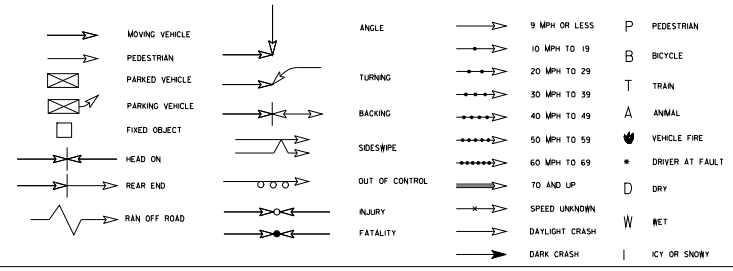 MOVING VEHICLE
PEDESTRIAN
PARKED VEHICLE
PARKING VEHICLE
FIXED OBJECT
HEAD ON
REAR END
RAN OFF ROAD
ANGLE
TURNING
BACKING
SIDESWIPE
OUT OF CONTROL
INJURY
FATALITY
9 MPH OR LESS
10 MPH TO 19
20 MPH TO 29
30 MPH TO 39
40 MPH TO 49
50 MPH TO 59
60 MPH TO 69
70 AND UP
SPEED UNKNOWN
DAYLIGHT CRASH
DARK CRASH
P PEDESTRIAN
B BICYCLE
T TRAIN
A ANIMAL
VEHICLE FIRE
* DRIVER AT FAULT
D DRY
W WET
| ICY OR SNOWY